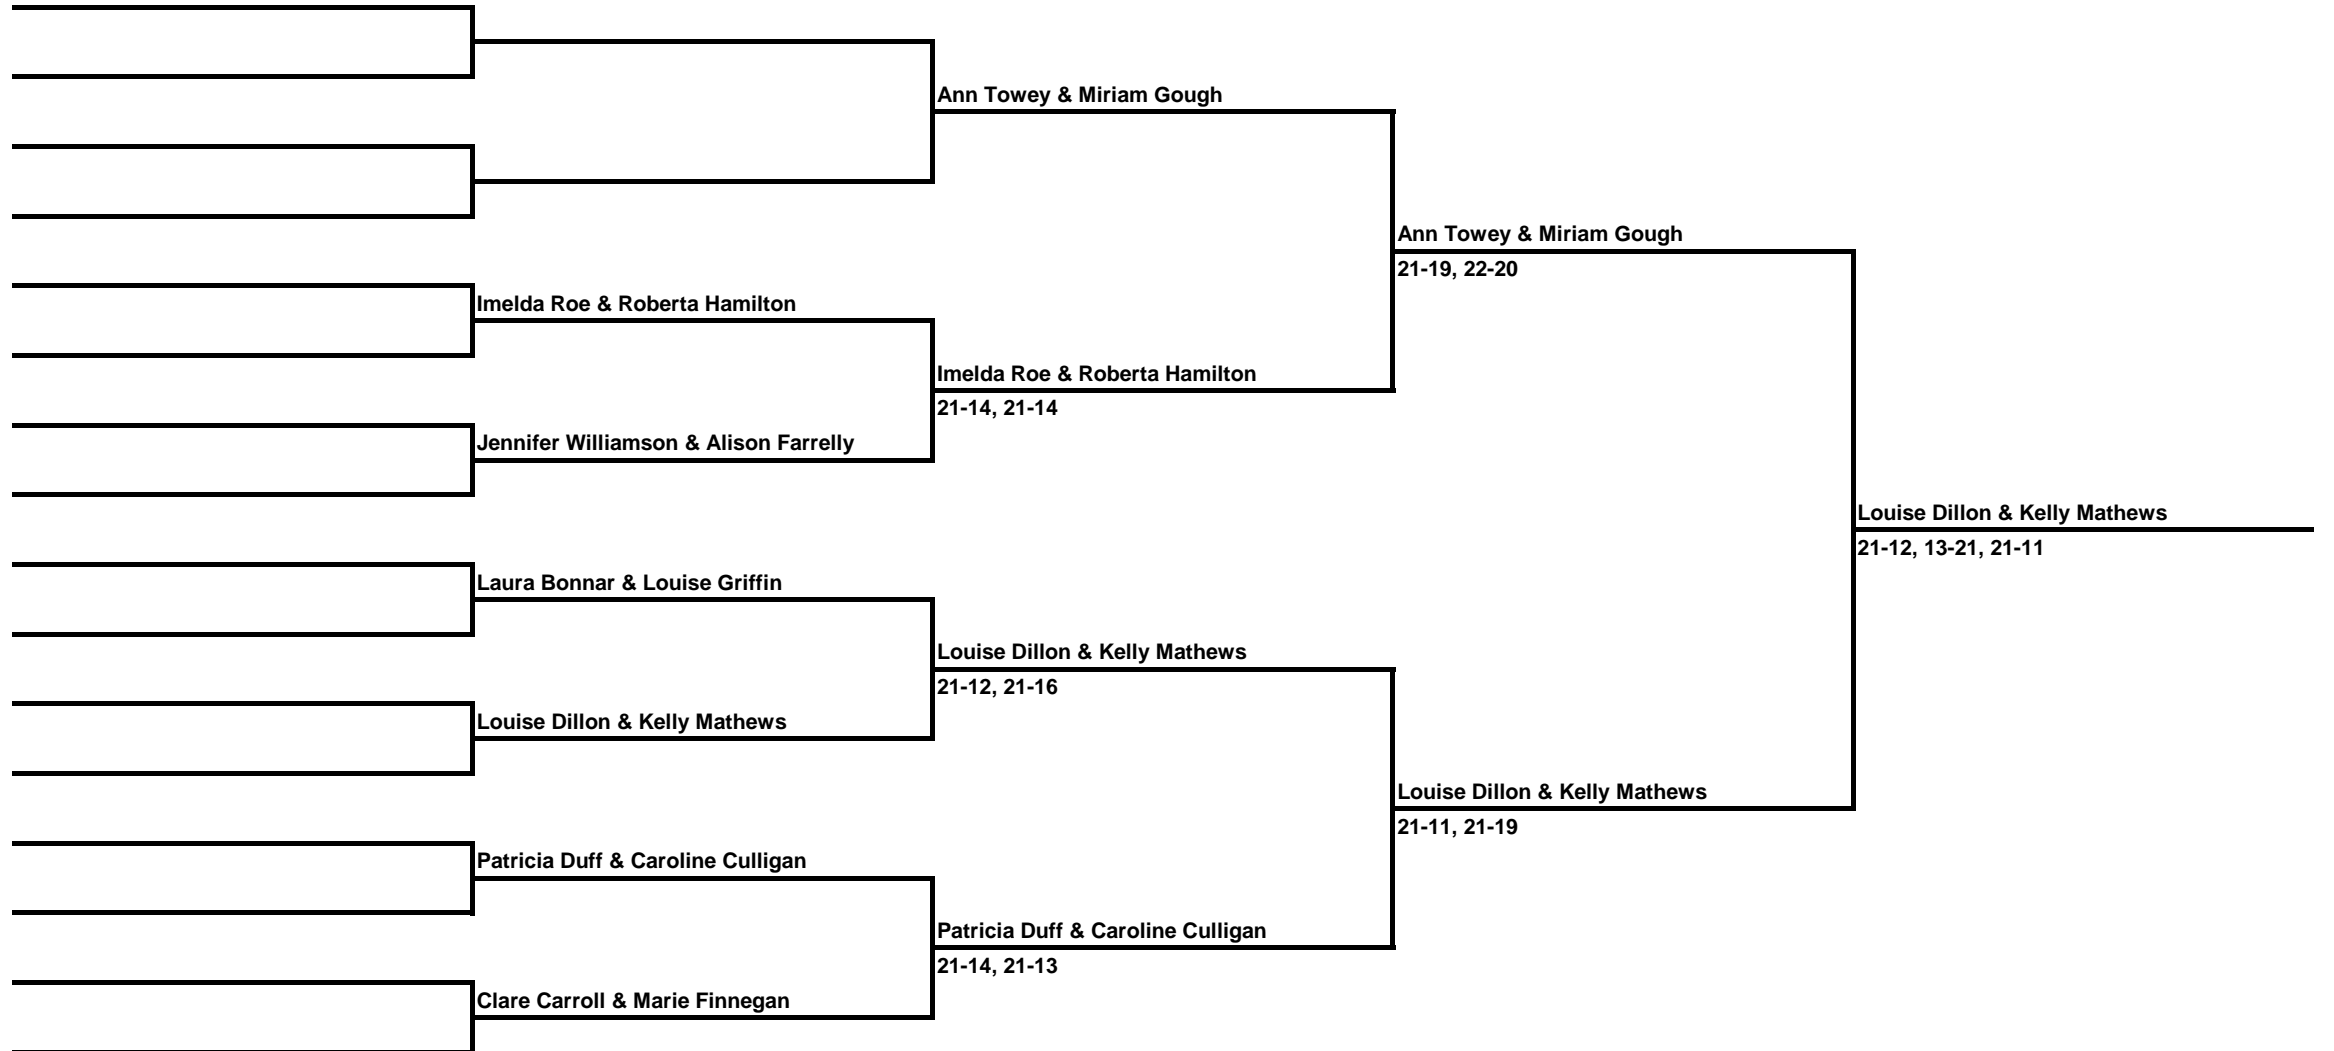 Ann Towey & Miriam Gough
Ann Towey & Miriam Gough
21-19, 22-20
Imelda Roe & Roberta Hamilton
Imelda Roe & Roberta Hamilton
21-14, 21-14
Jennifer Williamson & Alison Farrelly
Louise Dillon & Kelly Mathews
21-12, 13-21, 21-11
Laura Bonnar & Louise Griffin
Louise Dillon & Kelly Mathews
21-12, 21-16
Louise Dillon & Kelly Mathews
Louise Dillon & Kelly Mathews
21-11, 21-19
Patricia Duff & Caroline Culligan
Patricia Duff & Caroline Culligan
21-14, 21-13
Clare Carroll & Marie Finnegan